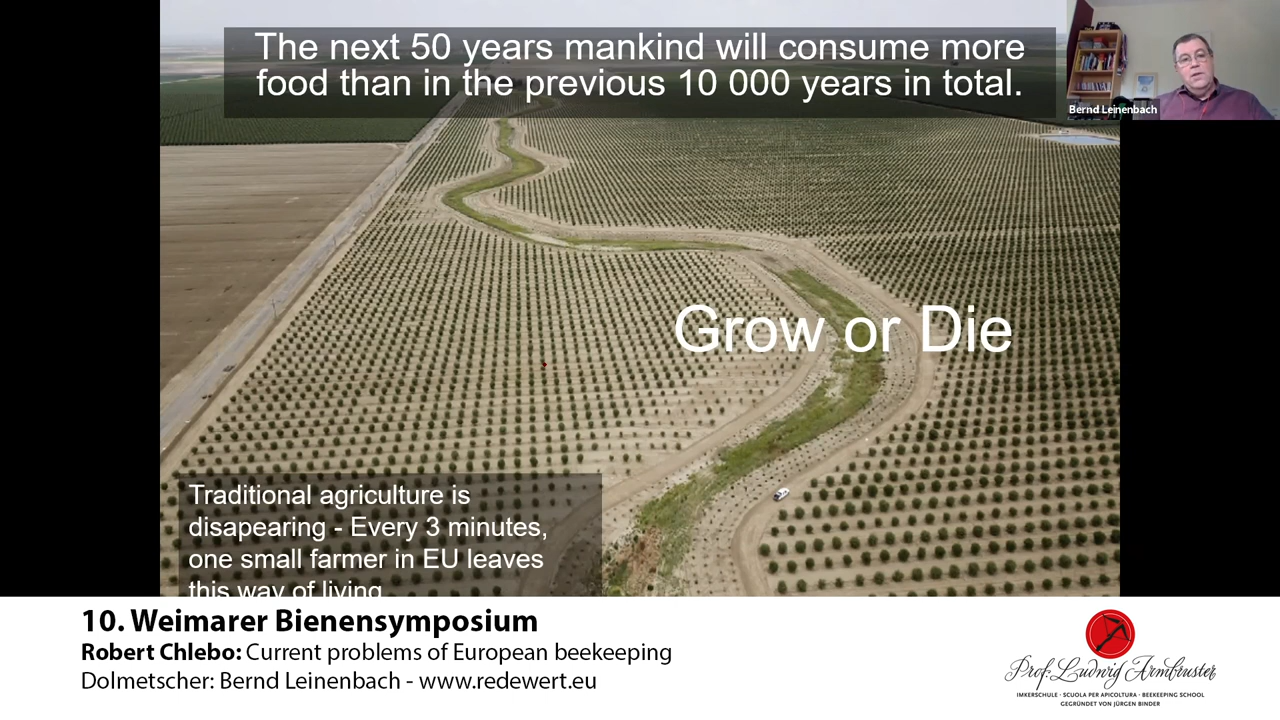 The next 50 years mankind will consume more
food than in the previous 10 000 years in total.
Bernd Leinenbach
Grow or Die
Traditional agriculture is
disapearing - Every 3 minutes,
one small farmer in EU leaves
this way of living
10. Weimarer Bienensymposium
Robert Chlebo: Current problems of European beekeeping
Dolmetscher: Bernd Leinenbach - www.redewert.eu
Prof. Ludwig Armbruster
IMKERSCHULE · SCUOLA PER APICOLTURA · BEEKEEPING SCHOOL
GEGRÜNDET VON JÜRGEN BINDER